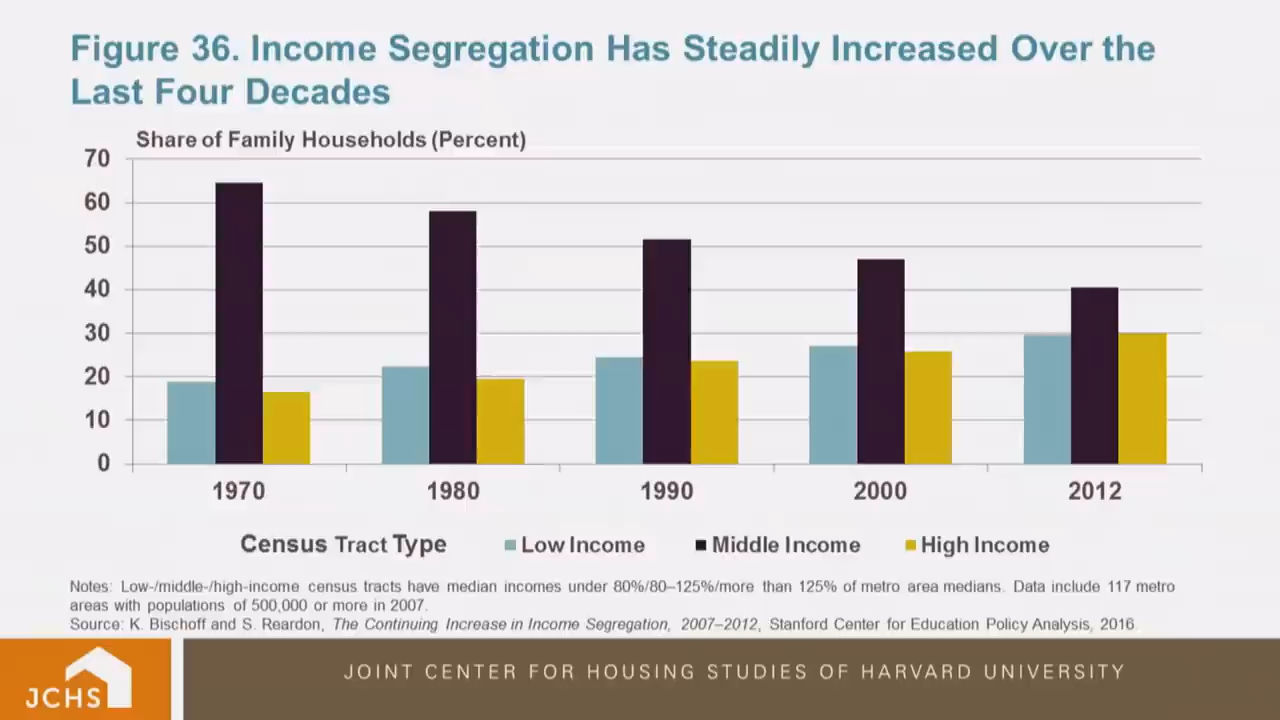 Figure 36. Income Segregation Has Steadily Increased Over the
Last Four Decades
Share of Family Households (Percent)
70
60
50
40
30
20
10
0
1970 1980 1990 2000 2012
Census Tract Type Low Income Middle Income High Income
Notes: Low-/middle-/high-income census tracts have median incomes under 80%/80–125%/more than 125% of metro area medians. Data include 117 metro
areas with populations of 500,000 or more in 2007.
Source: K. Bischoff and S. Reardon, The Continuing Increase in Income Segregation, 2007–2012, Stanford Center for Education Policy Analysis, 2016.
JCHS
JOINT CENTER FOR HOUSING STUDIES OF HARVARD UNIVERSITY